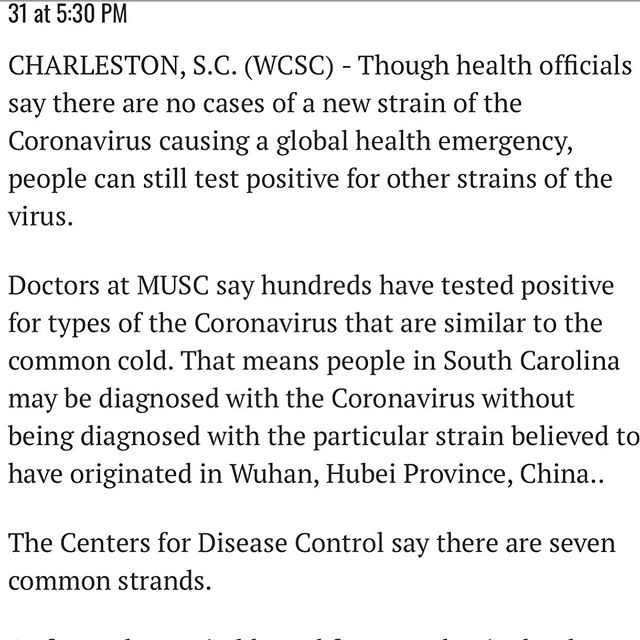 31 at 5:30 PM
CHARLESTON, S.C. (WCSC) - Though health officials
say there are no cases of a new strain of the
Coronavirus causing a global health emergency,
people can still test positive for other strains of the
virus.
Doctors at MUSC say hundreds have tested positive
for types of the Coronavirus that are similar to the
common cold. That means people in South Carolina
may be diagnosed with the Coronavirus without
being diagnosed with the particular strain believed to
have originated in Wuhan, Hubei Province, China..
The Centers for Disease Control say there are seven
common strands.